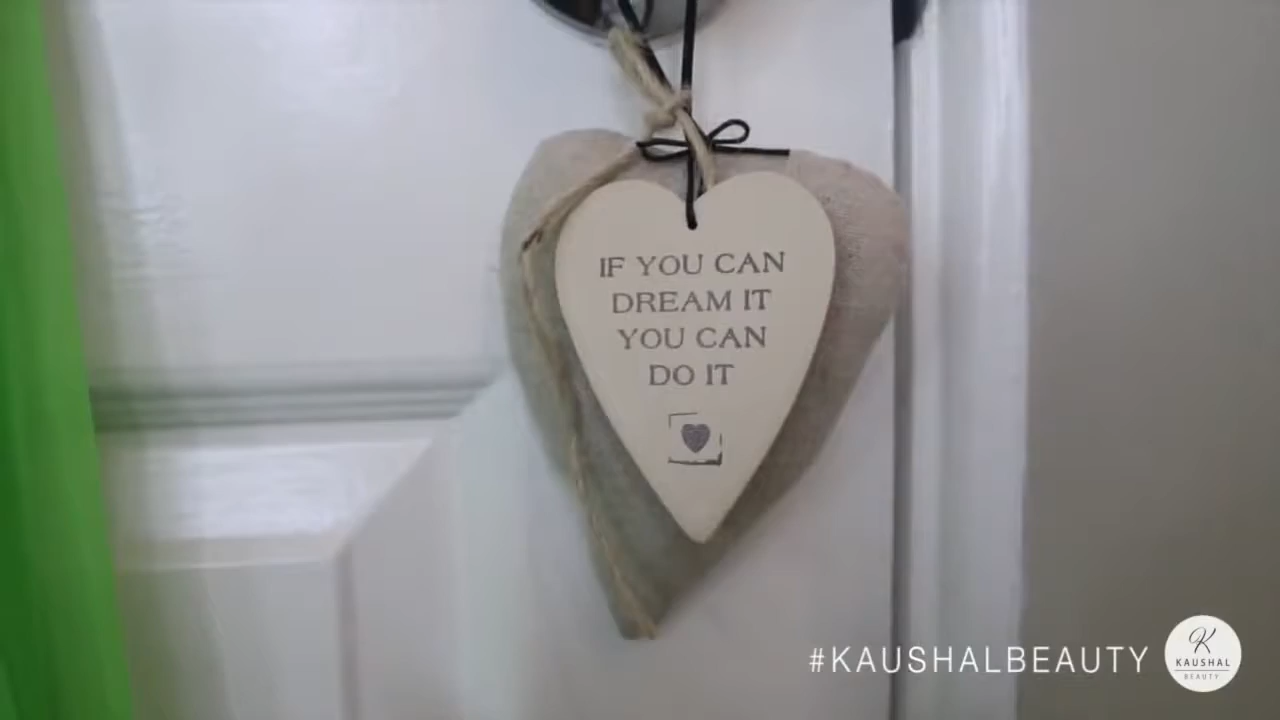 IF YOU CAN
DREAM IT
YOU CAN
DO IT
#KAUSHALBEAUTY
K
KAUSHAL
BEAUTY